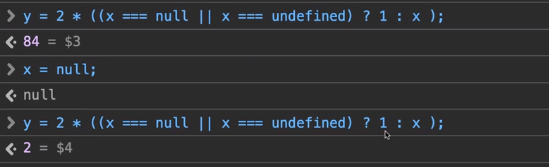 > y = 2 * ((x === null || x === undefined) ? 1 : x );
84 = $3
> x = null;
null
> y = 2 * ((x === null || x === undefined) ? 1 : x );
2 = $4